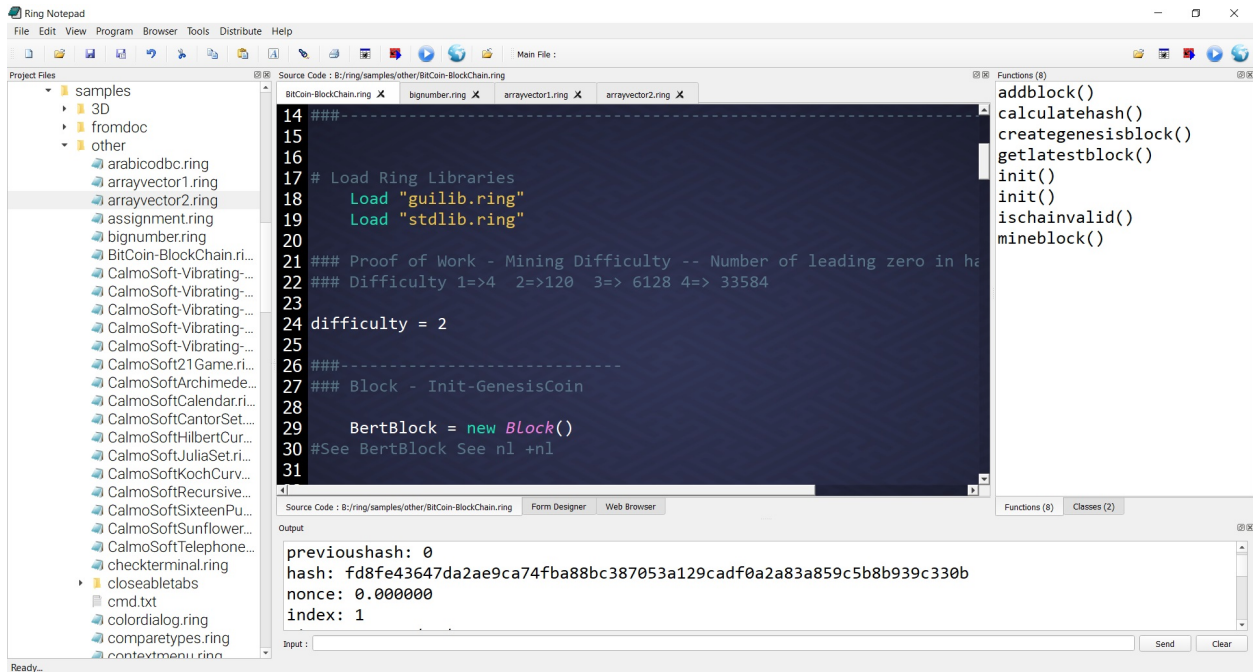 Ring Notepad
File Edit View Program Browser Tools Distribute Help
Main File :
Project Files
samples
3D
fromdoc
other
arabicodbc.ring
arrayvector1.ring
arrayvector2.ring
assignment.ring
bignumber.ring
BitCoin-BlockChain.ri...
CalmoSoft-Vibrating-...
CalmoSoft-Vibrating-...
CalmoSoft-Vibrating-...
CalmoSoft-Vibrating-...
CalmoSoft-Vibrating-...
CalmoSoft21Game.ri...
CalmoSoftArchimede...
CalmoSoftCalendar.ri...
CalmoSoftCantorSet....
CalmoSoftHilbertCur...
CalmoSoftJuliaSet.ri...
CalmoSoftKochCurv...
CalmoSoftRecursive...
CalmoSoftSixteenPu...
CalmoSoftSunflower...
CalmoSoftTelephone...
checkterminal.ring
closeabletabs
cmd.txt
colordialog.ring
comparetypes.ring
contextmenu.ring
Source Code : B:/ring/samples/other/BitCoin-BlockChain.ring
BitCoin-BlockChain.ring bignumber.ring arrayvector1.ring arrayvector2.ring
14 ###-----------------------------------------------------------------
15
16
17 # Load Ring Libraries
18 Load "guilib.ring"
19 Load "stdlib.ring"
20
21 ### Proof of Work - Mining Difficulty -- Number of leading zero in ha
22 ### Difficulty 1=>4 2=>120 3=> 6128 4=> 33584
23
24 difficulty = 2
25
26 ###-----------------------------
27 ### Block - Init-GenesisCoin
28
29 BertBlock = new Block()
30 #See BertBlock See nl +nl
31
Source Code : B:/ring/samples/other/BitCoin-BlockChain.ring Form Designer Web Browser
Functions (8)
addblock()
calculatehash()
creategenesisblock()
getlatestblock()
init()
init()
ischainvalid()
mineblock()
Functions (8) Classes (2)
Output
previoushash: 0
hash: fd8fe43647da2ae9ca74fba88bc387053a129cadf0a2a83a859c5b8b939c330b
nonce: 0.000000
index: 1
Input : Send Clear
Ready...